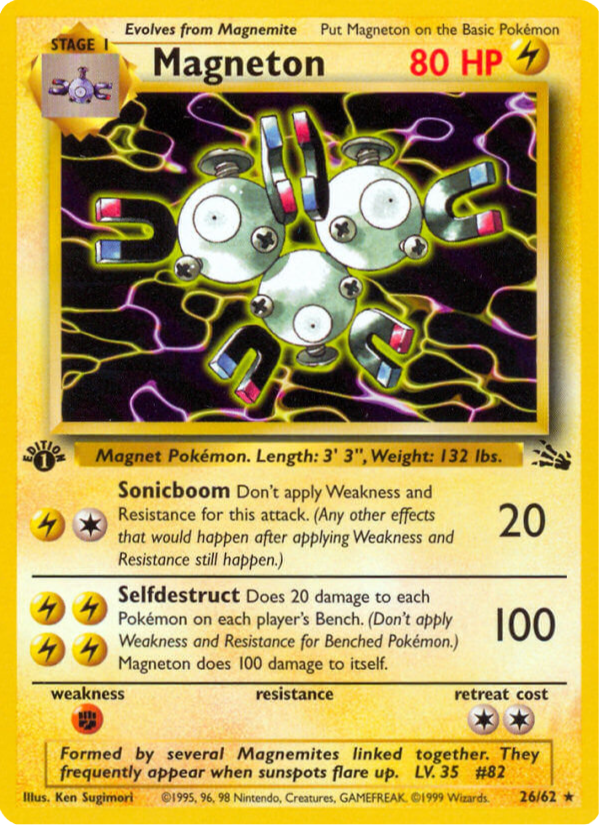 Evolves from Magnemite Put Magneton on the Basic Pokémon
STAGE 1
Magneton 80 HP
EDITION
1
Magnet Pokémon. Length: 3' 3", Weight: 132 lbs.
Sonicboom Don't apply Weakness and
Resistance for this attack. (Any other effects
that would happen after applying Weakness and
Resistance still happen.)
20
Selfdestruct Does 20 damage to each
Pokémon on each player's Bench. (Don't apply
Weakness and Resistance for Benched Pokémon.)
Magneton does 100 damage to itself.
100
weakness resistance retreat cost
Formed by several Magnemites linked together. They
frequently appear when sunspots flare up. LV. 35 #82
Illus. Ken Sugimori ©1995, 96, 98 Nintendo, Creatures, GAMEFREAK. ©1999 Wizards. 26/62 ★